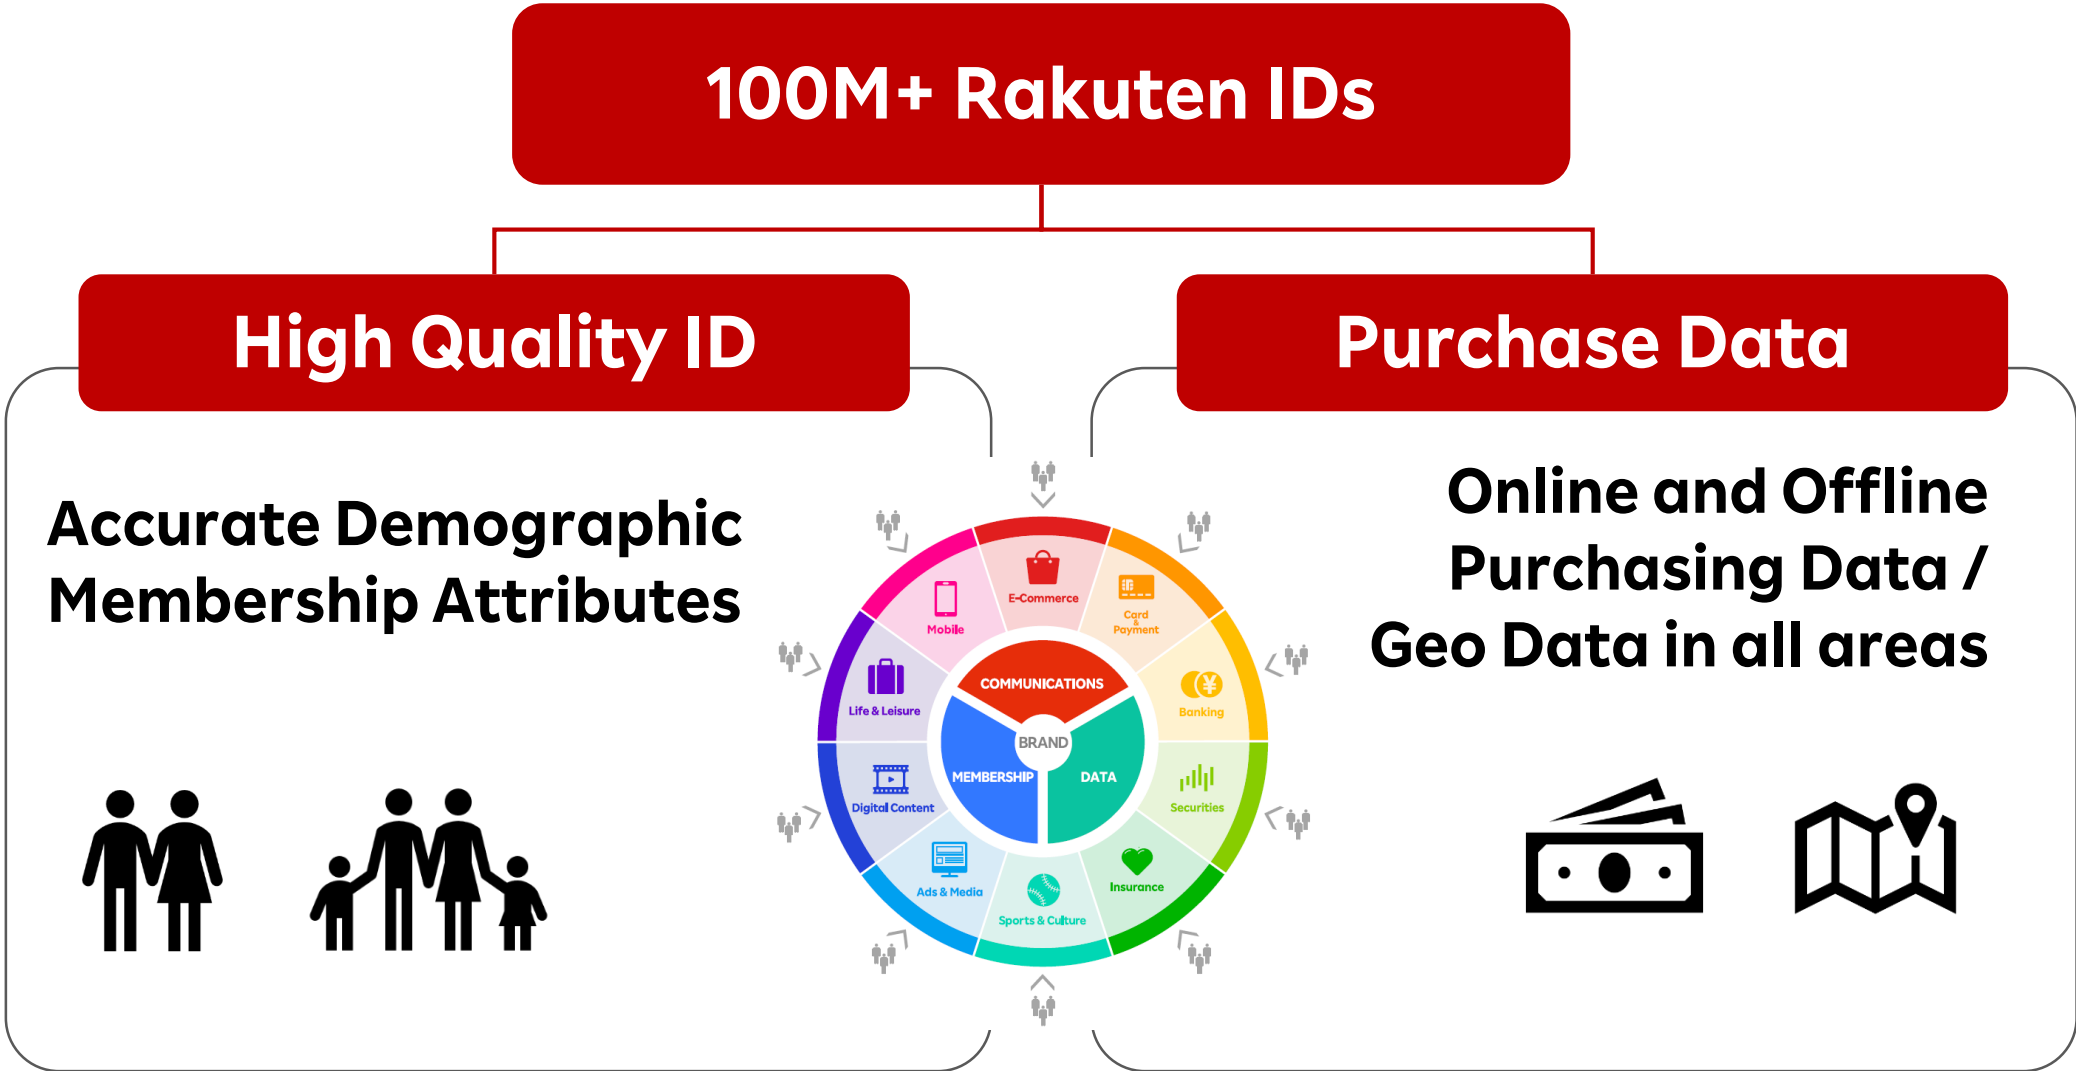 100M+ Rakuten IDs
High Quality ID
Purchase Data
Accurate Demographic
Membership Attributes
Online and Offline
Purchasing Data /
Geo Data in all areas
E-Commerce
Card
&
Payment
Banking
Securities
Insurance
Sports & Culture
Ads & Media
Digital Content
Life & Leisure
Mobile
COMMUNICATIONS
BRAND
MEMBERSHIP
DATA